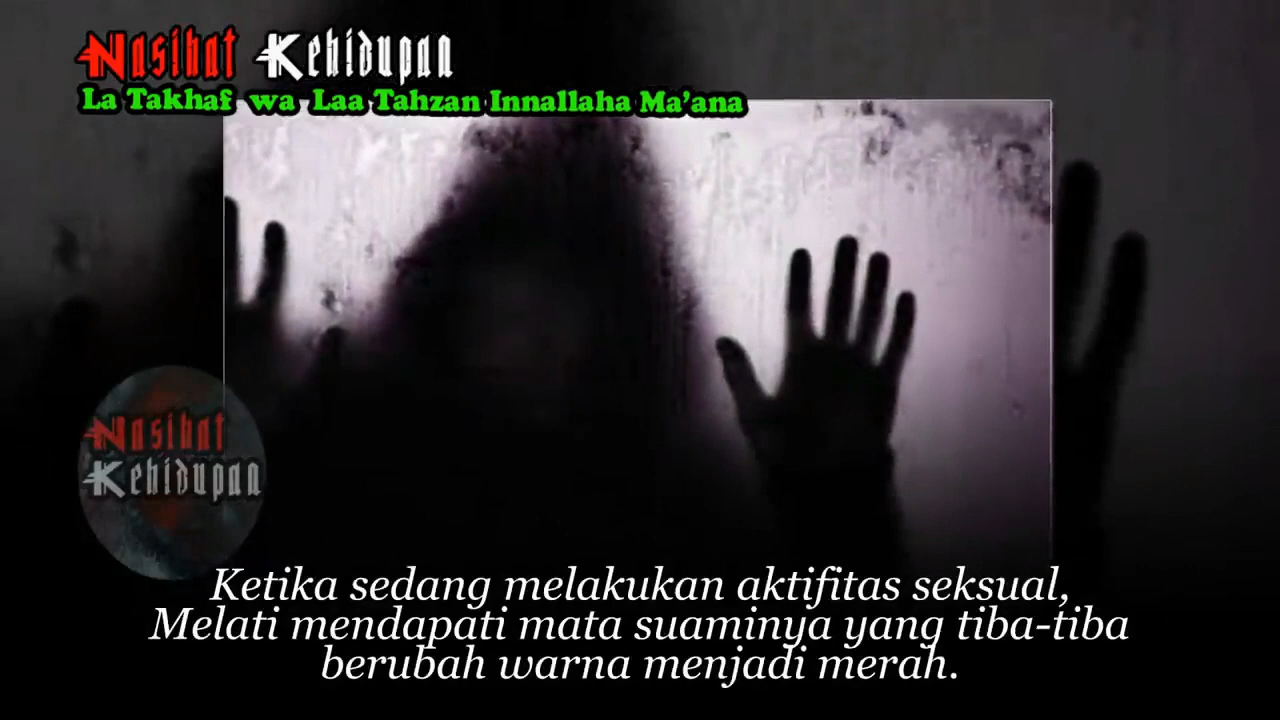 Nasihat Kehidupan
La Takhaf wa Laa Tahzan Innallaha Ma'ana
Nasihat
Kehidupan
Ketika sedang melakukan aktifitas seksual,
Melati mendapati mata suaminya yang tiba-tiba
berubah warna menjadi merah.